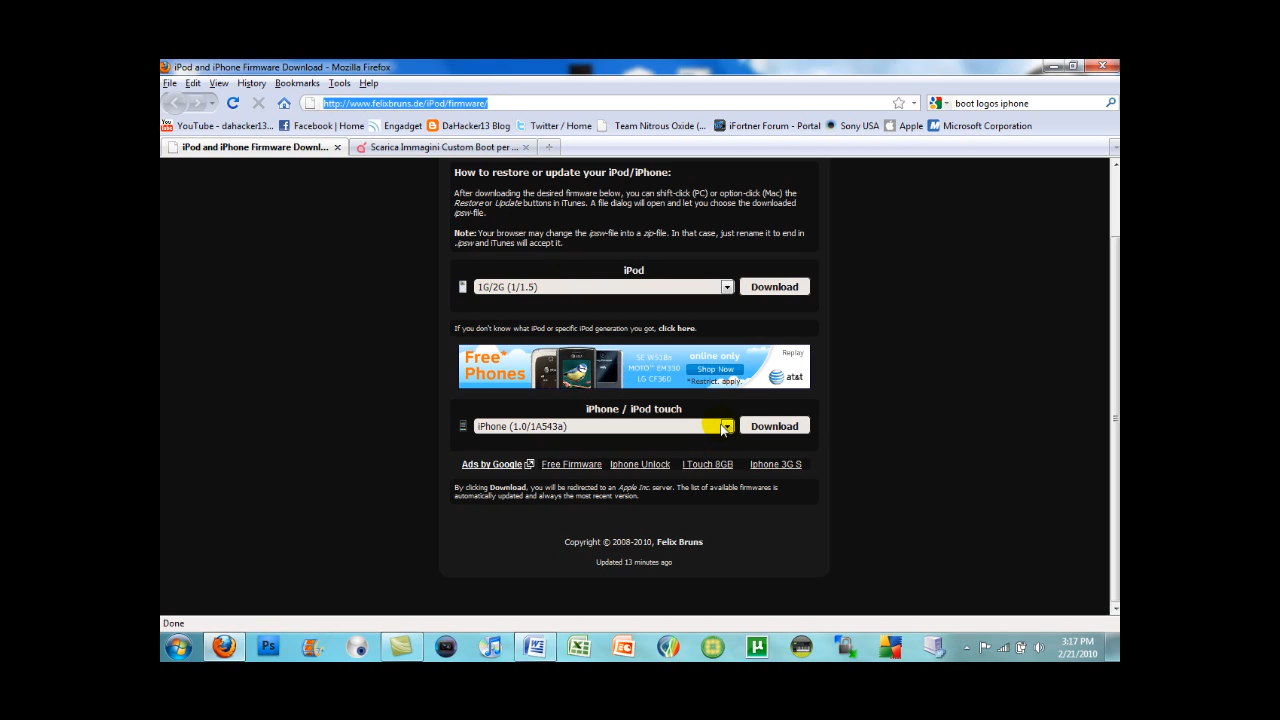 iPod and iPhone Firmware Download - Mozilla Firefox
File Edit View History Bookmarks Tools Help
http://www.felixbruns.de/iPod/firmware/
boot logos iphone
YouTube - dahacker13... Facebook | Home Engadget DaHacker13 Blog Twitter / Home Team Nitrous Oxide (... iFortner Forum - Portal Sony USA Apple Microsoft Corporation
iPod and iPhone Firmware Downl... Scarica Immagini Custom Boot per ...
How to restore or update your iPod/iPhone:
After downloading the desired firmware below, you can shift-click (PC) or option-click (Mac) the
Restore or Update buttons in iTunes. A file dialog will open and let you choose the downloaded
ipsw-file.
Note: Your browser may change the ipsw-file into a zip-file. In that case, just rename it to end in
.ipsw and iTunes will accept it.
iPod
1G/2G (1/1.5) Download
If you don't know what iPod or specific iPod generation you got, click here.
Free* Phones
SE W518a
MOTO™ EM330
LG CF360
online only
Shop Now
*Restrict. apply.
Replay
at&t
iPhone / iPod touch
iPhone (1.0/1A543a) Download
Ads by Google Free Firmware Iphone Unlock I Touch 8GB Iphone 3G S
By clicking Download, you will be redirected to an Apple Inc. server. The list of available firmwares is
automatically updated and always the most recent version.
Copyright © 2008-2010, Felix Bruns
Updated 13 minutes ago
Done
Ps
3:17 PM
2/21/2010